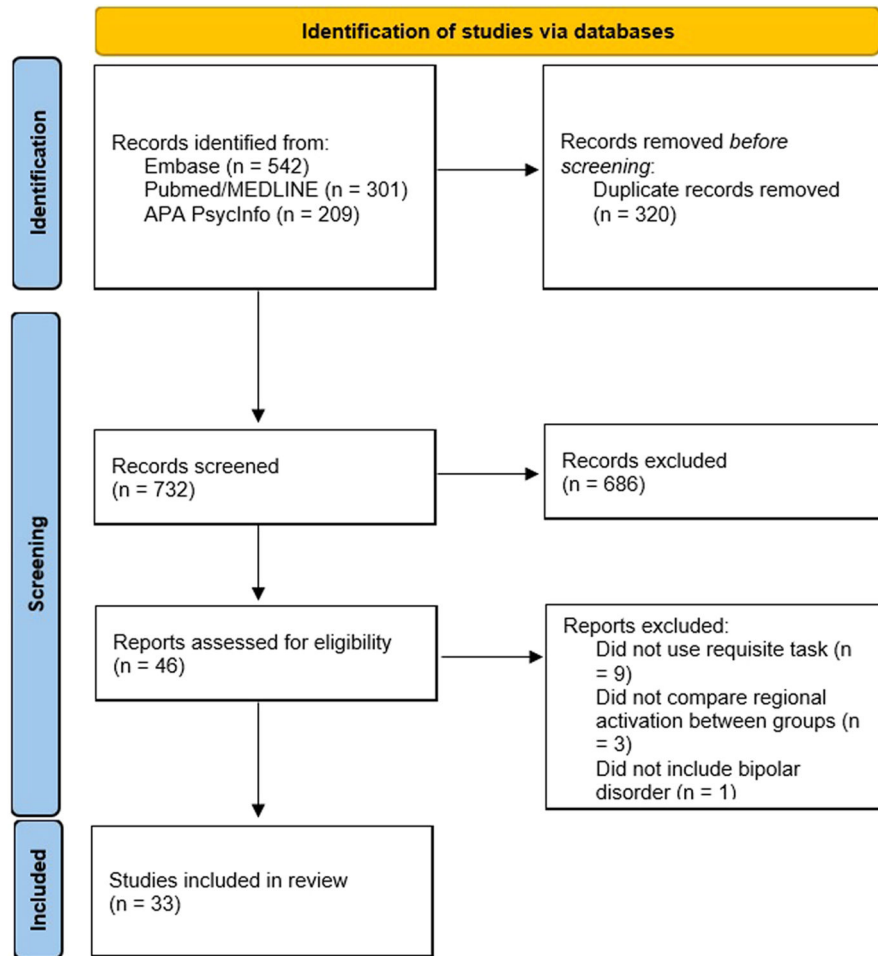 Identification of studies via databases
Identification
Records identified from:
Embase (n = 542)
Pubmed/MEDLINE (n = 301)
APA PsycInfo (n = 209)
Records removed before
screening:
Duplicate records removed
(n = 320)
Screening
Records screened
(n = 732)
Records excluded
(n = 686)
Reports assessed for eligibility
(n = 46)
Reports excluded:
Did not use requisite task (n
= 9)
Did not compare regional
activation between groups (n
= 3)
Did not include bipolar
disorder (n = 1)
Included
Studies included in review
(n = 33)